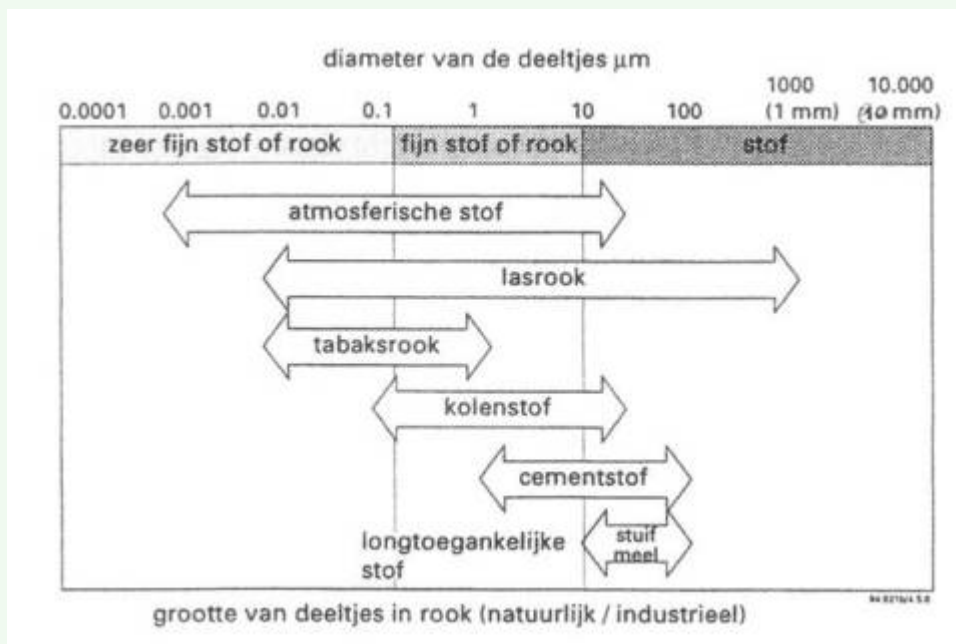 diameter van de deeltjes µm
1000 10.000
0.0001 0.001 0.01 0.1 1 10 100 (1 mm) (10 mm)
zeer fijn stof of rook fijn stof of rook stof
atmosferische stof
lasrook
tabaksrook
kolenstof
cementstof
stuif
meel
longtoegankelijke
stof
grootte van deeltjes in rook (natuurlijk / industrieel)